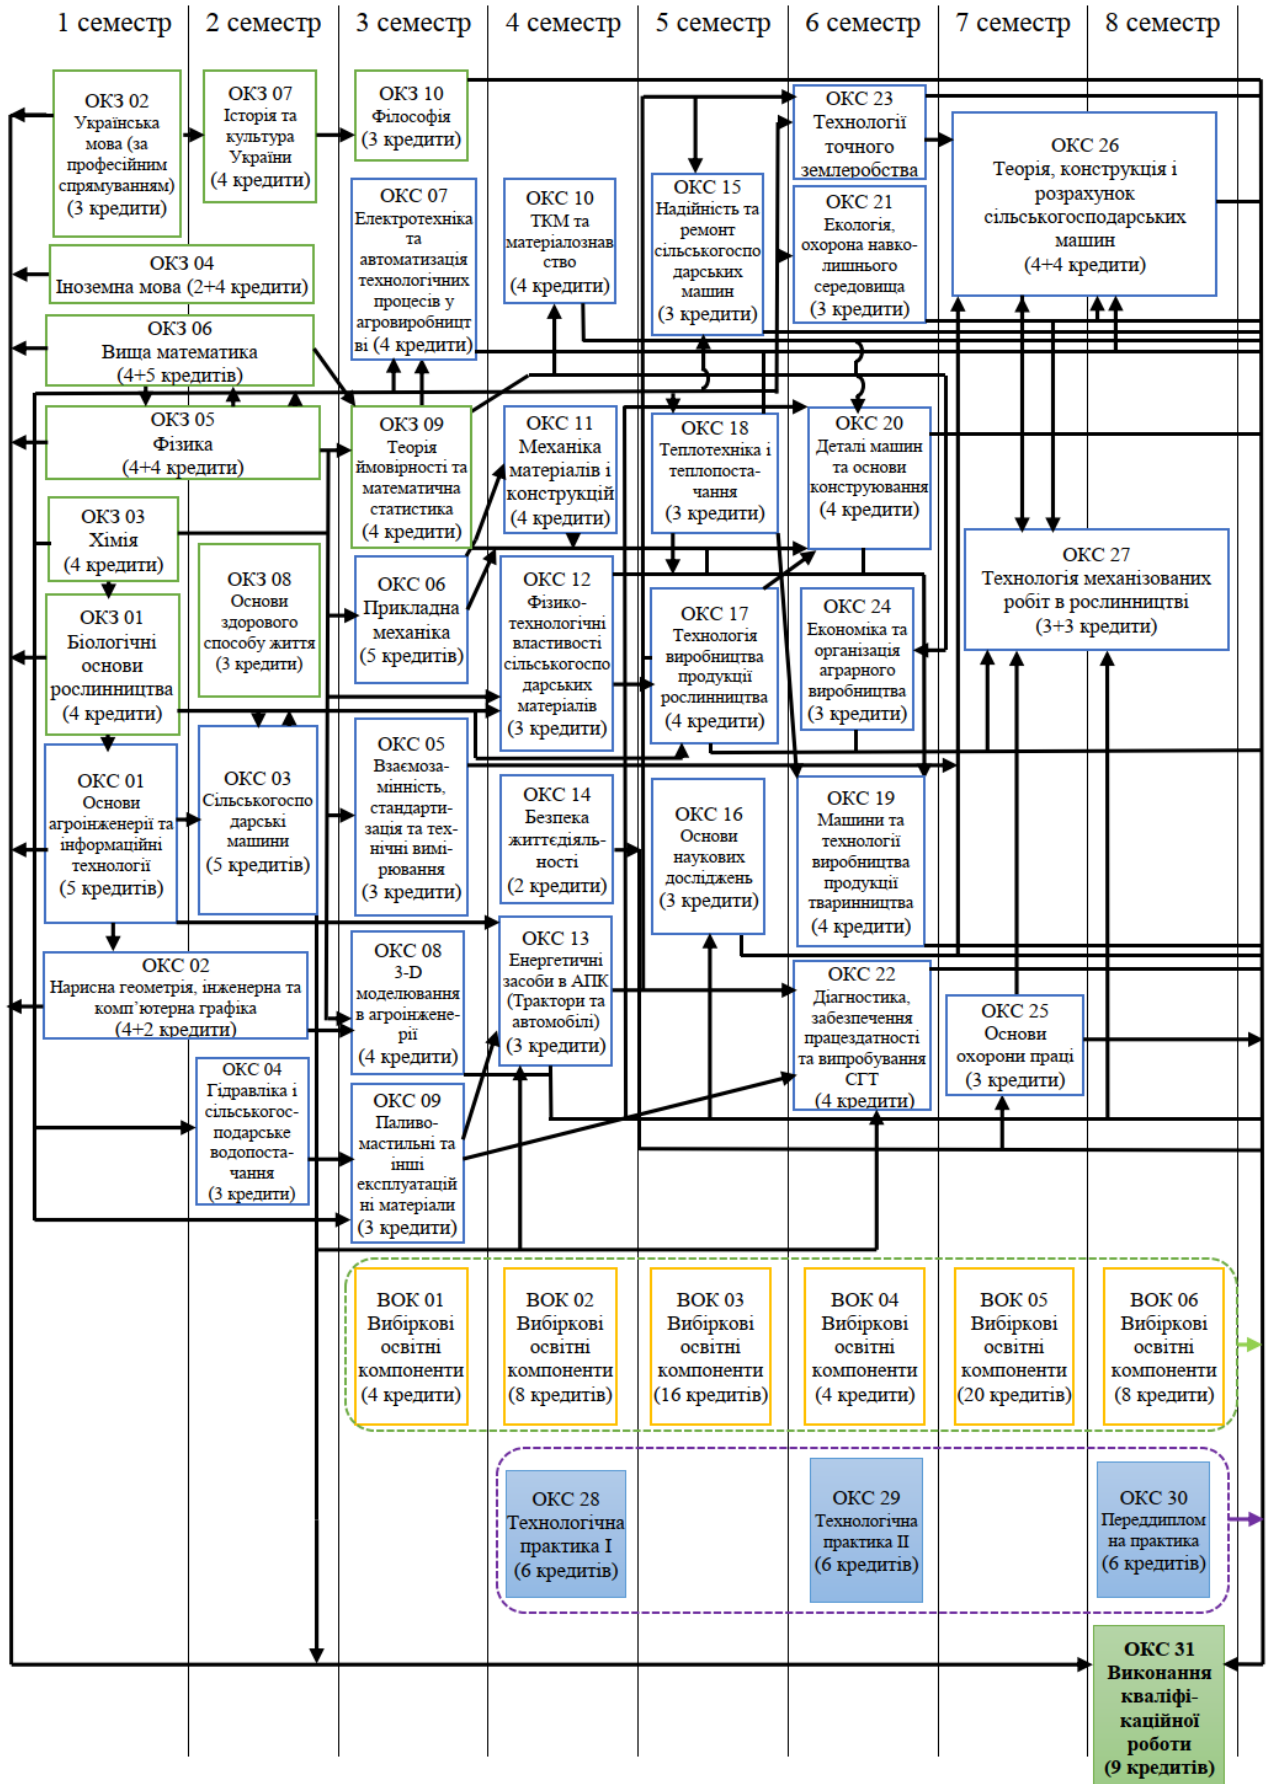 1 семестр
2 семестр
3 семестр
4 семестр
5 семестр
6 семестр
7 семестр
8 семестр
ОКЗ 02
Українська
мова (за
професійним
спрямуванням)
(3 кредити)
ОКЗ 07
Історія та
культура
України
(4 кредити)
ОКЗ 10
Філософія
(3 кредити)
ОКС 23
Технології
точного
землеробства
ОКС 26
Теорія, конструкція і
розрахунок
сільськогосподарських
машин
(4+4 кредити)
ОКС 07
Електротехніка
та
автоматизація
технологічних
процесів у
агровиробницт
ві (4 кредити)
ОКС 10
ТКМ та
матеріалознав
ство
(4 кредити)
ОКС 15
Надійність та
ремонт
сільськогоспо
дарських
машин
(3 кредити)
ОКС 21
Екологія,
охорона навко-
лишнього
середовища
(3 кредити)
ОКЗ 04
Іноземна мова (2+4 кредити)
ОКЗ 06
Вища математика
(4+5 кредитів)
ОКЗ 05
Фізика
(4+4 кредити)
ОКЗ 09
Теорія
ймовірності та
математична
статистика
(4 кредити)
ОКС 11
Механіка
матеріалів і
конструкцій
(4 кредити)
ОКС 18
Теплотехніка і
теплопоста-
чання
(3 кредити)
ОКС 20
Деталі машин
та основи
конструювання
(4 кредити)
ОКЗ 03
Хімія
(4 кредити)
ОКЗ 08
Основи
здорового
способу життя
(3 кредити)
ОКС 06
Прикладна
механіка
(5 кредитів)
ОКС 12
Фізико-
технологічні
властивості
сільськогоспо
дарських
матеріалів
(3 кредити)
ОКС 17
Технологія
виробництва
продукції
рослинництва
(4 кредити)
ОКС 24
Економіка та
організація
аграрного
виробництва
(3 кредити)
ОКС 27
Технологія механізованих
робіт в рослинництві
(3+3 кредити)
ОКЗ 01
Біологічні
основи
рослинництва
(4 кредити)
ОКС 01
Основи
агроінженерії та
інформаційні
технології
(5 кредитів)
ОКС 03
Сільськогоспо
дарські
машини
(5 кредитів)
ОКС 05
Взаємоза-
мінність,
стандарти-
зація та тех-
нічні вимі-
рювання
(3 кредити)
ОКС 14
Безпека
життєдіяль-
ності
(2 кредити)
ОКС 16
Основи
наукових
досліджень
(3 кредити)
ОКС 19
Машини та
технології
виробництва
продукції
тваринництва
(4 кредити)
ОКС 02
Нарисна геометрія, інженерна та
комп’ютерна графіка
(4+2 кредити)
ОКС 08
3-D
моделювання
в агроінжене-
рії
(4 кредити)
ОКС 13
Енергетичні
засоби в АПК
(Трактори та
автомобілі)
(3 кредити)
ОКС 22
Діагностика,
забезпечення
працездатності
та випробування
СГТ
(4 кредити)
ОКС 25
Основи
охорони праці
(3 кредити)
ОКС 04
Гідравліка і
сільськогос-
подарське
водопоста-
чання
(3 кредити)
ОКС 09
Паливо-
мастильні та
інші
експлуатацій
ні матеріали
(3 кредити)
ВОК 01
Вибіркові
освітні
компоненти
(4 кредити)
ВОК 02
Вибіркові
освітні
компоненти
(8 кредитів)
ВОК 03
Вибіркові
освітні
компоненти
(16 кредитів)
ВОК 04
Вибіркові
освітні
компоненти
(4 кредити)
ВОК 05
Вибіркові
освітні
компоненти
(20 кредитів)
ВОК 06
Вибіркові
освітні
компоненти
(8 кредити)
ОКС 28
Технологічна
практика I
(6 кредитів)
ОКС 29
Технологічна
практика II
(6 кредитів)
ОКС 30
Переддиплом
на практика
(6 кредитів)
ОКС 31
Виконання
кваліфі-
каційної
роботи
(9 кредитів)